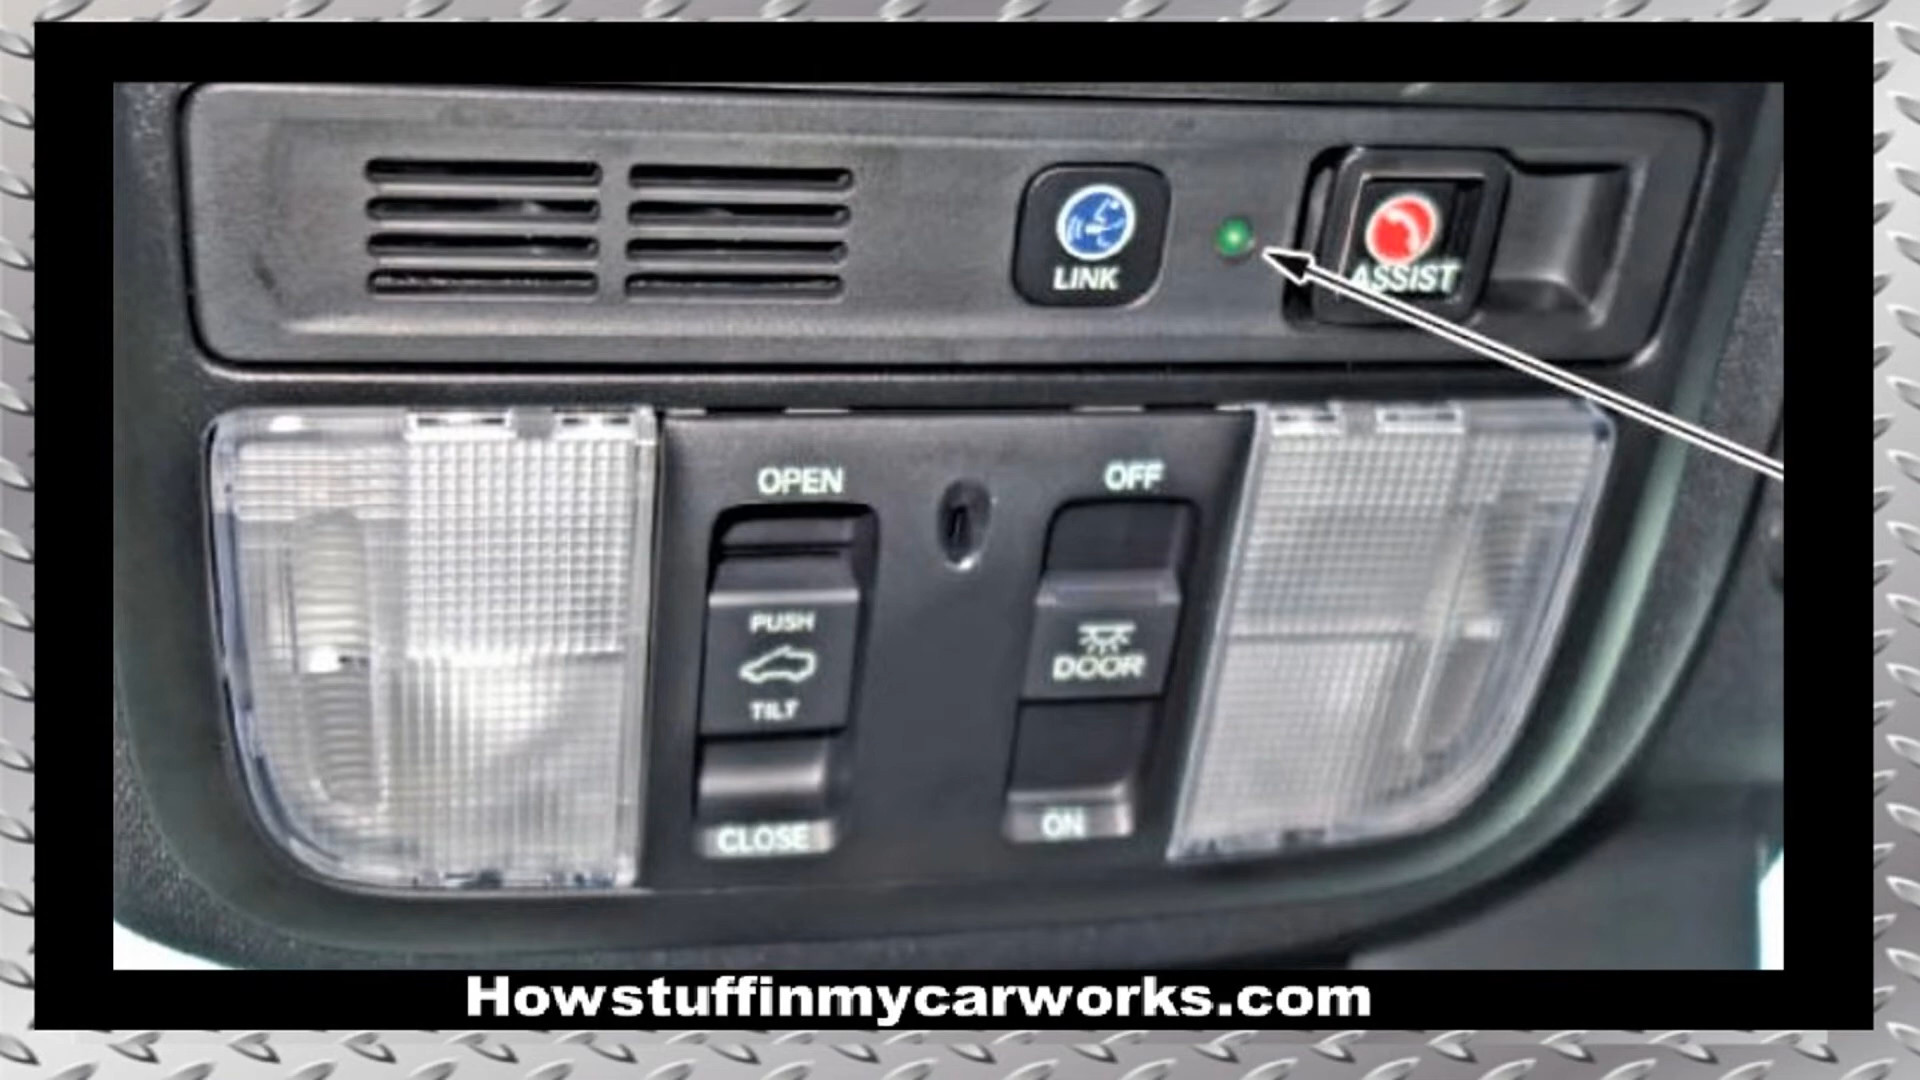 LINK
ASSIST
OPEN
OFF
PUSH
DOOR
TILT
CLOSE
ON
Howstuffinmycarworks.com